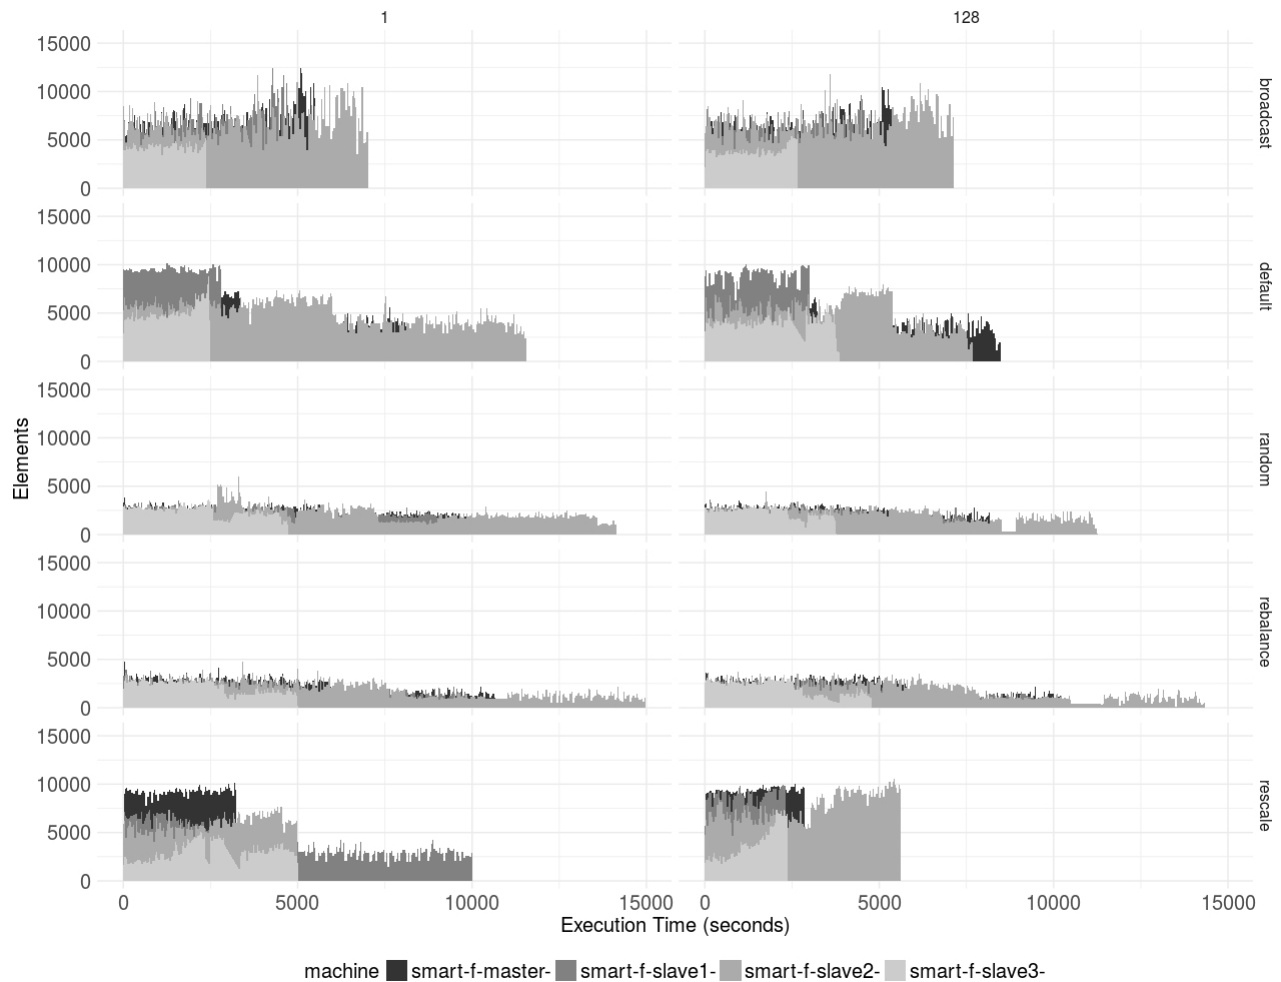 1 128
15000
10000
5000
0
broadcast
15000
10000
5000
0
default
15000
10000
5000
0
random
15000
10000
5000
0
rebalance
15000
10000
5000
0
rescale
Elements
0 5000 10000 15000 0 5000 10000 15000
Execution Time (seconds)
machine smart-f-master- smart-f-slave1- smart-f-slave2- smart-f-slave3-